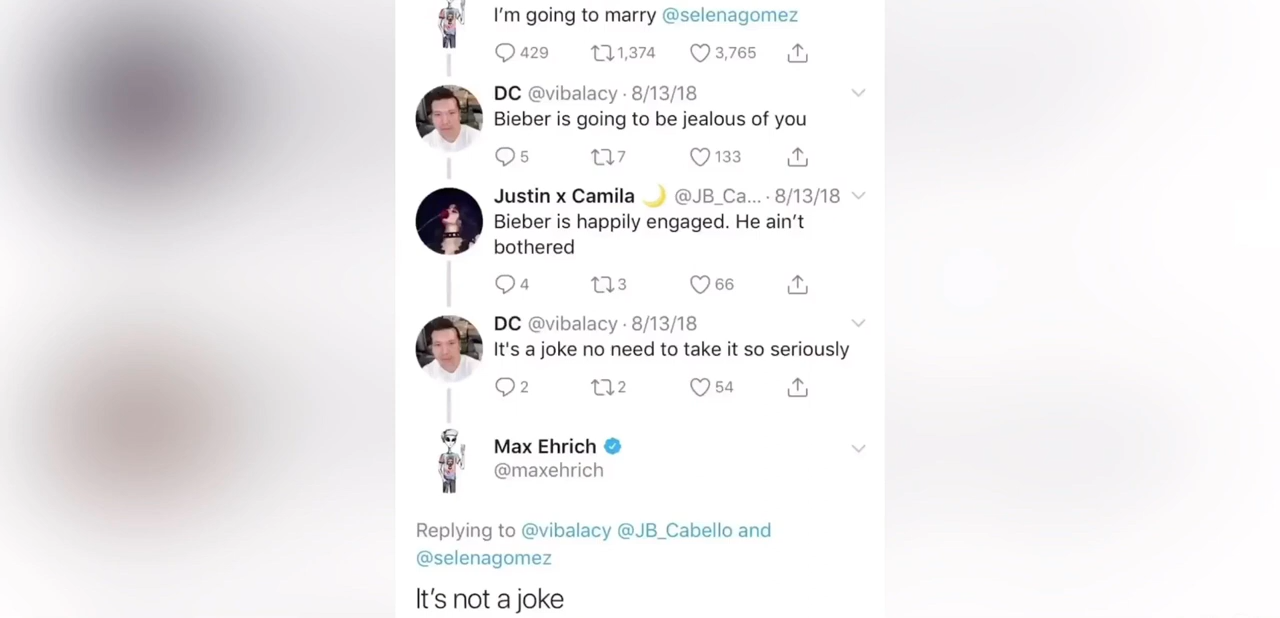 I'm going to marry @selenagomez
429 1,374 3,765
DC @vibalacy · 8/13/18
Bieber is going to be jealous of you
5 7 133
Justin x Camila 🌙 @JB_Ca... · 8/13/18
Bieber is happily engaged. He ain't
bothered
4 3 66
DC @vibalacy · 8/13/18
It's a joke no need to take it so seriously
2 2 54
Max Ehrich
@maxehrich
Replying to @vibalacy @JB_Cabello and
@selenagomez
It's not a joke